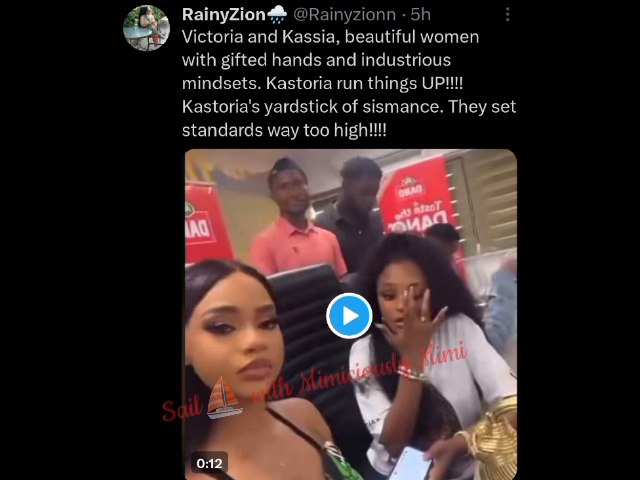 RainyZion🌧️ @Rainyzionn · 5h
Victoria and Kassia, beautiful women
with gifted hands and industrious
mindsets. Kastoria run things UP!!!!
Kastoria's yardstick of sismance. They set
standards way too high!!!!
DANO
Taste the
DANO
Sail with Mimiciously Mimi
0:12